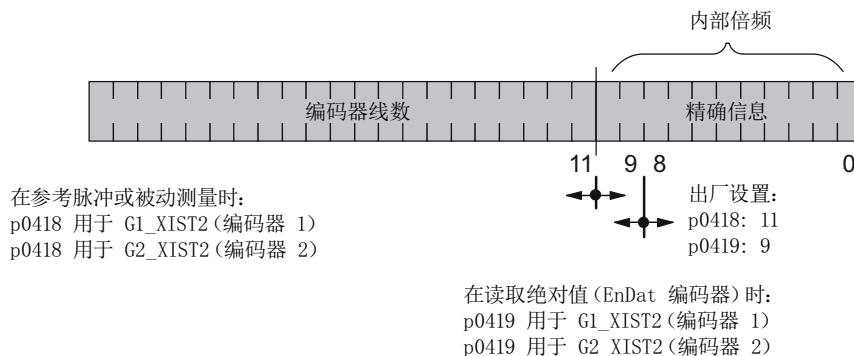 内部倍频
编码器线数
精确信息
11
9
8
0
在参考脉冲或被动测量时:
p0418 用于 G1_XIST2(编码器 1)
p0418 用于 G2_XIST2(编码器 2)
出厂设置:
p0418: 11
p0419: 9
在读取绝对值(EnDat 编码器)时:
p0419 用于 G1_XIST2(编码器 1)
p0419 用于 G2_XIST2(编码器 2)